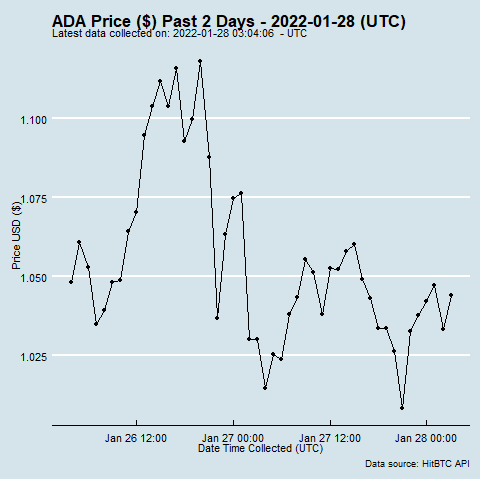 ADA Price ($) Past 2 Days - 2022-01-28 (UTC)
Latest data collected on: 2022-01-28 03:04:06  - UTC
1.100
1.075
1.050
1.025
Price USD ($)
Jan 26 12:00 Jan 27 00:00 Jan 27 12:00 Jan 28 00:00
Date Time Collected (UTC)
Data source: HitBTC API